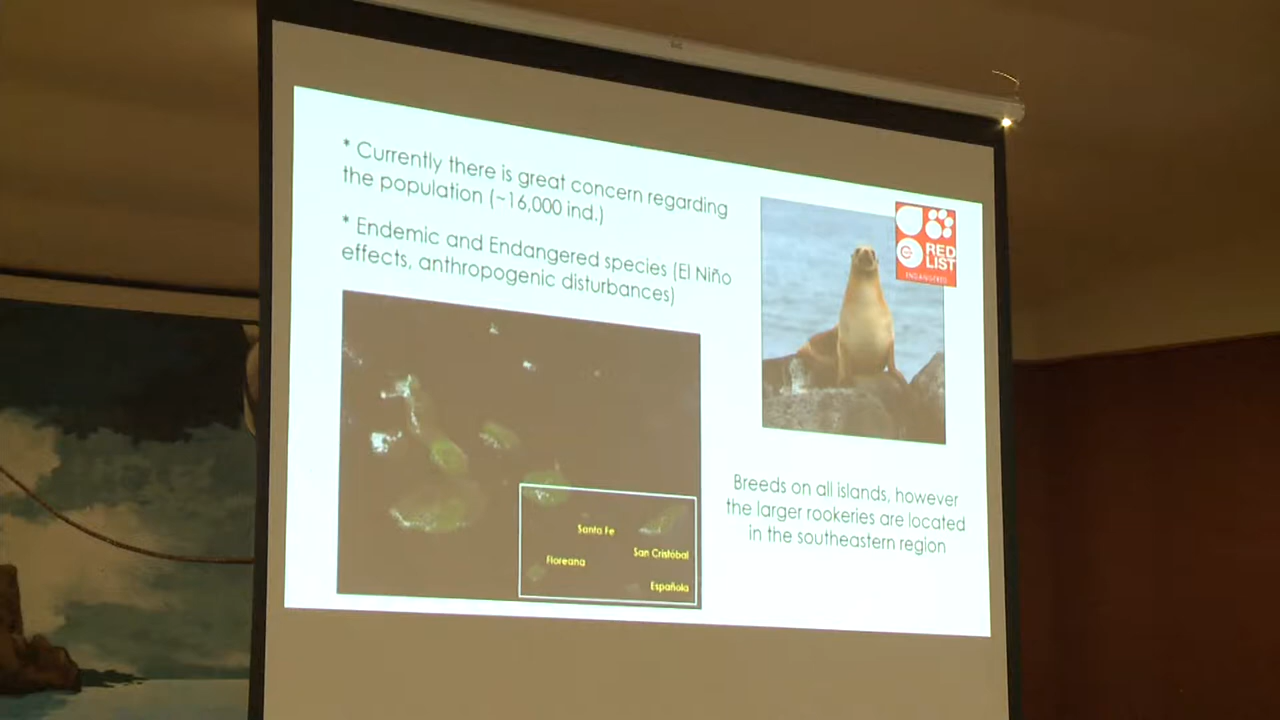 * Currently there is great concern regarding
the population (~16,000 ind.)
* Endemic and Endangered species (El Niño
effects, anthropogenic disturbances)
RED
LIST
ENDANGERED
Santa Fe
San Cristóbal
Floreana
Española
Breeds on all islands, however
the larger rookeries are located
in the southeastern region